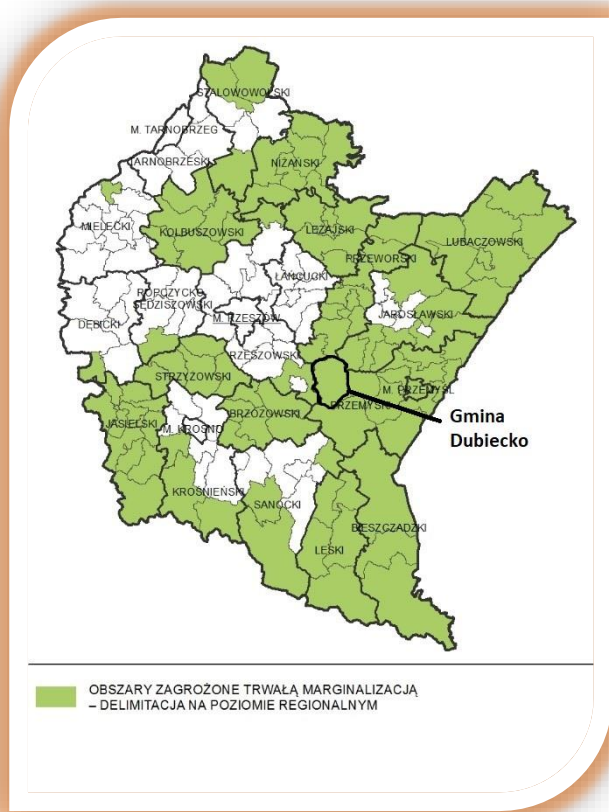 STALOWOWOLSKI
M. TARNOBRZEG
TARNOBRZESKI
NIŻAŃSKI
MIELECKI
KOLBUSZOWSKI
LEŻAJSKI
LUBACZOWSKI
PRZEWORSKI
ROPCZYCKO
SĘDZISZOWSKI
ŁAŃCUCKI
DĘBICKI
M. RZESZÓW
JAROSŁAWSKI
RZESZOWSKI
STRZYŻOWSKI
M. PRZEMYŚL
PRZEMYSKI
Gmina
Dubiecko
JASIELSKI
M. KROSNO
BRZOZOWSKI
KROŚNIEŃSKI
SANOCKI
LESKI
BIESZCZADZKI
OBSZARY ZAGROŻONE TRWAŁĄ MARGINALIZACJĄ
– DELIMITACJA NA POZIOMIE REGIONALNYM